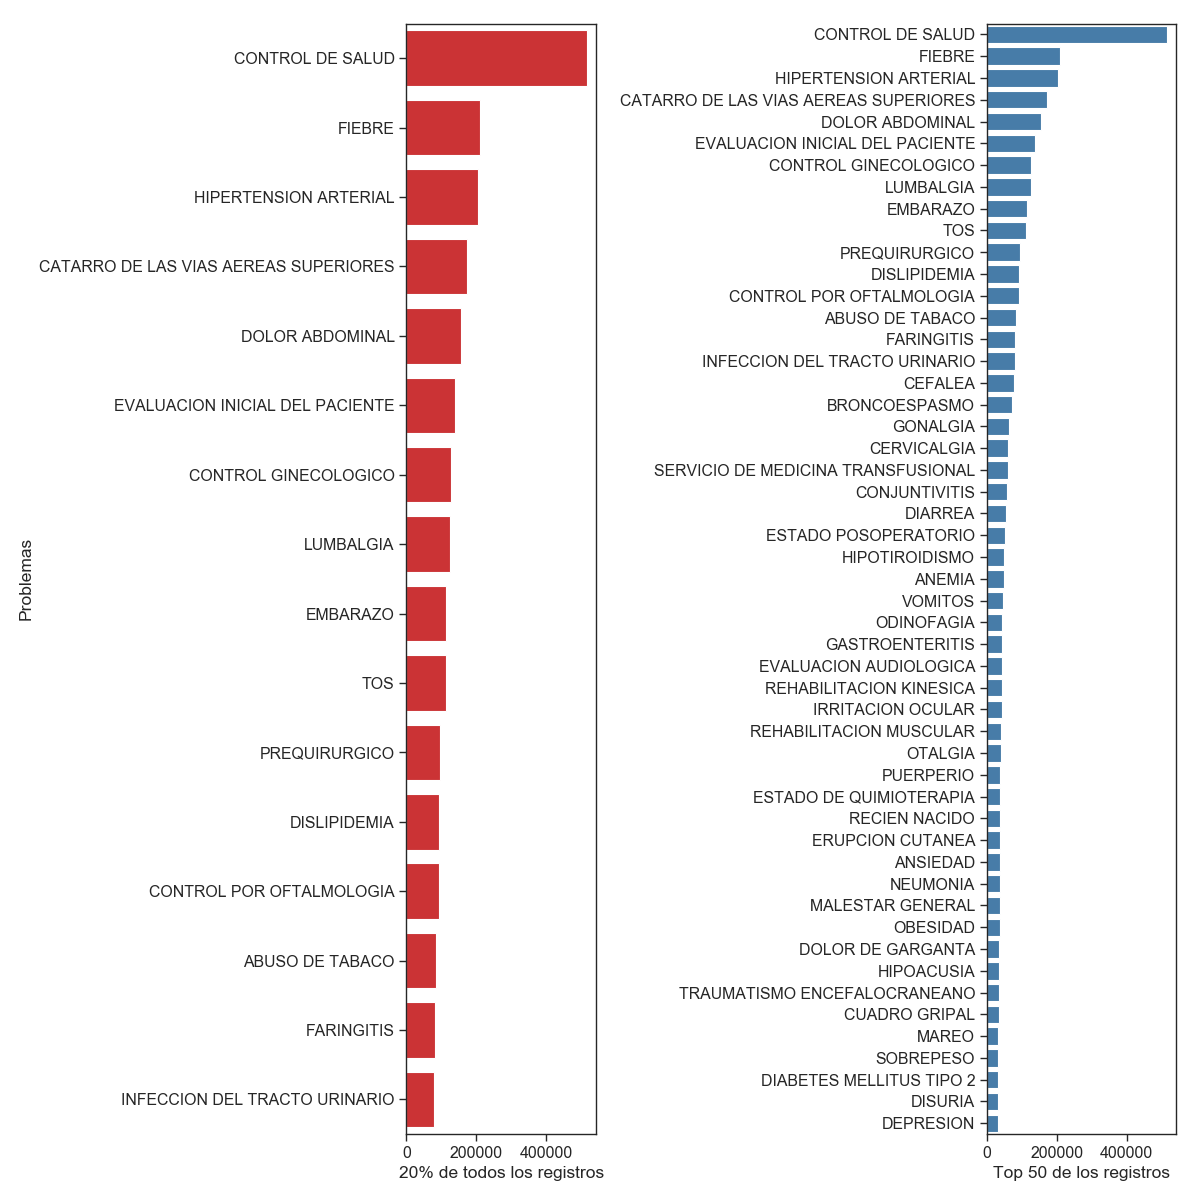 Problemas
CONTROL DE SALUD
FIEBRE
HIPERTENSION ARTERIAL
CATARRO DE LAS VIAS AEREAS SUPERIORES
DOLOR ABDOMINAL
EVALUACION INICIAL DEL PACIENTE
CONTROL GINECOLOGICO
LUMBALGIA
EMBARAZO
TOS
PREQUIRURGICO
DISLIPIDEMIA
CONTROL POR OFTALMOLOGIA
ABUSO DE TABACO
FARINGITIS
INFECCION DEL TRACTO URINARIO
0 200000 400000
20% de todos los registros
CONTROL DE SALUD
FIEBRE
HIPERTENSION ARTERIAL
CATARRO DE LAS VIAS AEREAS SUPERIORES
DOLOR ABDOMINAL
EVALUACION INICIAL DEL PACIENTE
CONTROL GINECOLOGICO
LUMBALGIA
EMBARAZO
TOS
PREQUIRURGICO
DISLIPIDEMIA
CONTROL POR OFTALMOLOGIA
ABUSO DE TABACO
FARINGITIS
INFECCION DEL TRACTO URINARIO
CEFALEA
BRONCOESPASMO
GONALGIA
CERVICALGIA
SERVICIO DE MEDICINA TRANSFUSIONAL
CONJUNTIVITIS
DIARREA
ESTADO POSOPERATORIO
HIPOTIROIDISMO
ANEMIA
VOMITOS
ODINOFAGIA
GASTROENTERITIS
EVALUACION AUDIOLOGICA
REHABILITACION KINESICA
IRRITACION OCULAR
REHABILITACION MUSCULAR
OTALGIA
PUERPERIO
ESTADO DE QUIMIOTERAPIA
RECIEN NACIDO
ERUPCION CUTANEA
ANSIEDAD
NEUMONIA
MALESTAR GENERAL
OBESIDAD
DOLOR DE GARGANTA
HIPOACUSIA
TRAUMATISMO ENCEFALOCRANEANO
CUADRO GRIPAL
MAREO
SOBREPESO
DIABETES MELLITUS TIPO 2
DISURIA
DEPRESION
0 200000 400000
Top 50 de los registros